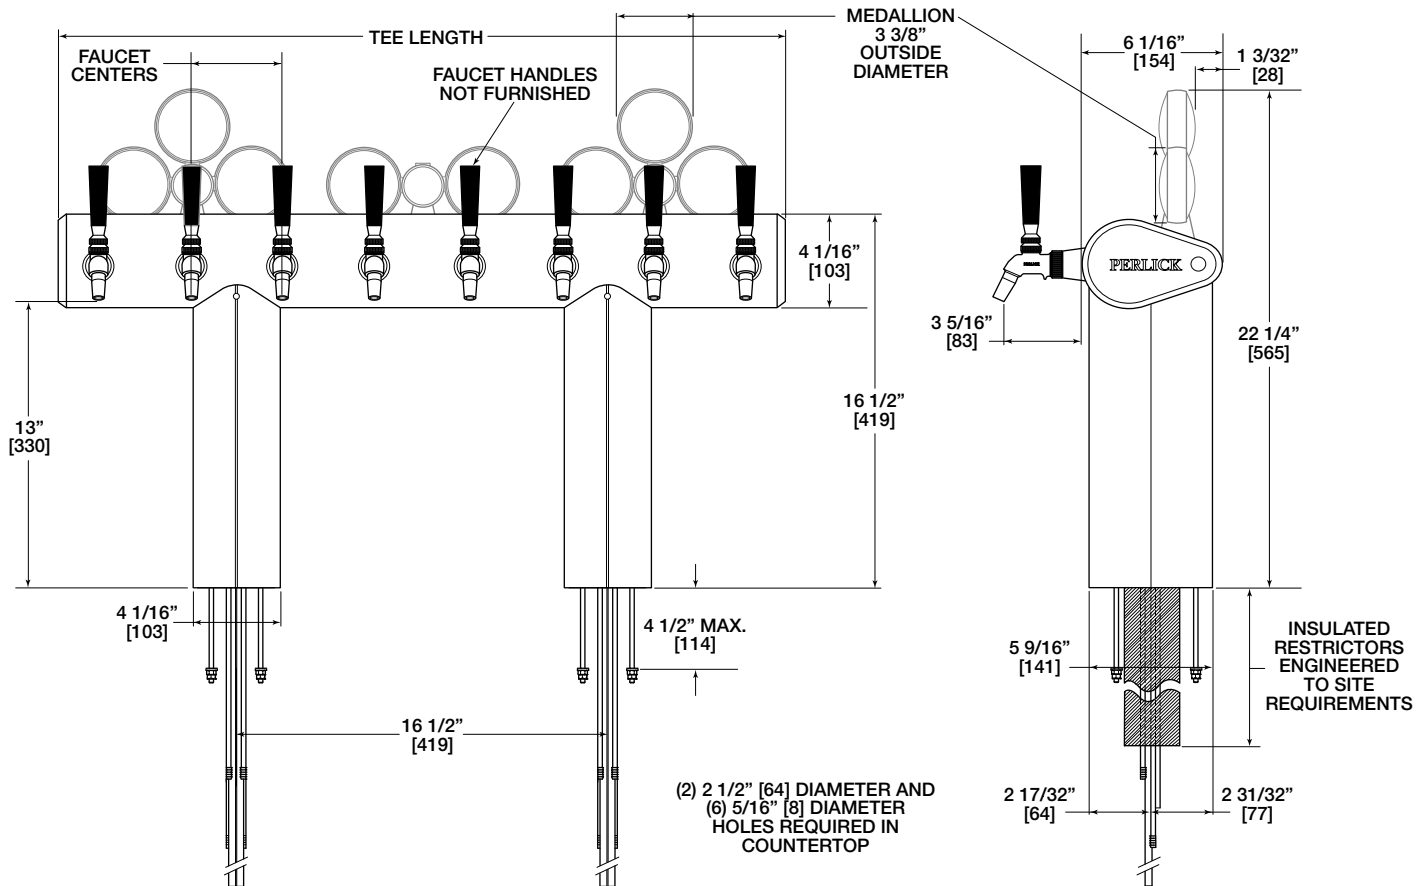 TEE LENGTH
FAUCET
CENTERS
FAUCET HANDLES
NOT FURNISHED
MEDALLION
3 3/8”
OUTSIDE
DIAMETER
6 1/16”
[154]
1 3/32”
[28]
4 1/16”
[103]
PERLICK
PERLICK
3 5/16”
[83]
22 1/4”
[565]
16 1/2”
[419]
13”
[330]
4 1/16”
[103]
4 1/2” MAX.
[114]
5 9/16”
[141]
INSULATED
RESTRICTORS
ENGINEERED
TO SITE
REQUIREMENTS
16 1/2”
[419]
(2) 2 1/2” [64] DIAMETER AND
(6) 5/16” [8] DIAMETER
HOLES REQUIRED IN
COUNTERTOP
2 17/32”
[64]
2 31/32”
[77]